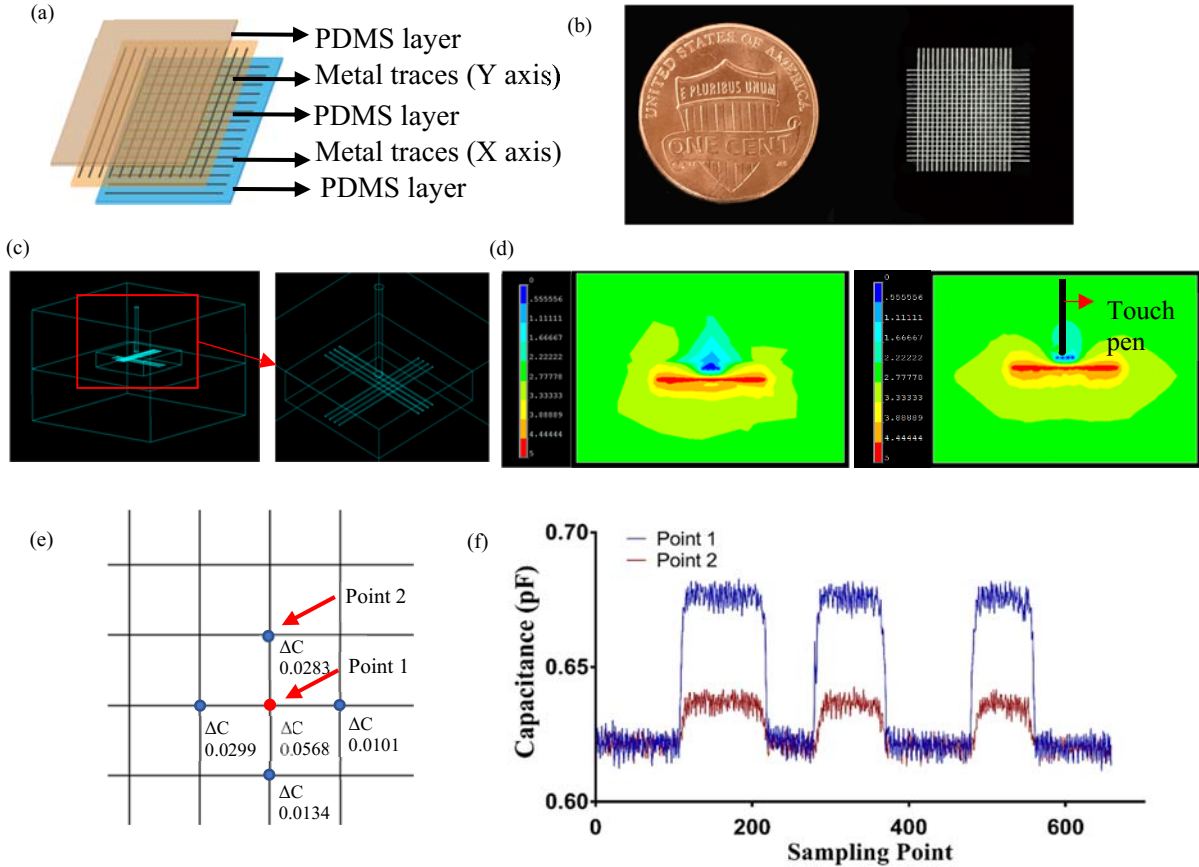 (a)
PDMS layer
Metal traces (Y axis)
PDMS layer
Metal traces (X axis)
PDMS layer
(b)
UNITED STATES OF AMERICA
E PLURIBUS UNUM
ONE CENT
(c)
(d)
0
.555556
1.11111
1.66667
2.22222
2.77778
3.33333
3.88889
4.44444
5
0
.555556
1.11111
1.66667
2.22222
2.77778
3.33333
3.88889
4.44444
5
Touch
pen
(e)
Point 2
ΔC
0.0283
Point 1
ΔC
0.0299
ΔC
0.0568
ΔC
0.0101
ΔC
0.0134
(f)
Point 1
Point 2
Capacitance (pF)
0.70
0.65
0.60
0
200
400
600
Sampling Point